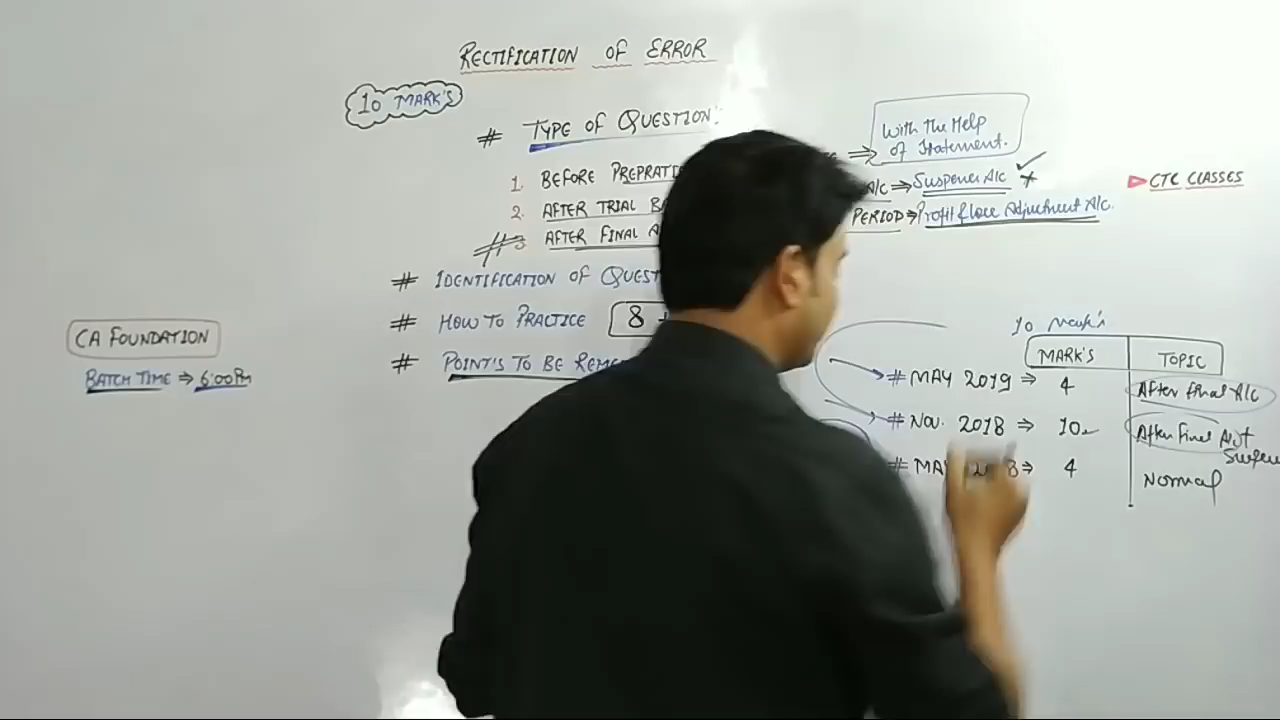 RECTIFICATION OF ERROR
10 MARK'S
# TYPE OF QUESTION:
With The Help
of Statement.
1. BEFORE PREPRATI
A/C ⇒ Suspense A/c
2. AFTER TRIAL B
PERIOD ⇒ Profit & loss Adjustment A/c.
3 AFTER FINAL A
CTC CLASSES
# IDENTIFICATION OF QUEST
# HOW TO PRACTICE 8 +
# POINT'S TO BE REME
CA FOUNDATION
BATCH TIME ⇒ 6:00 Pm
10 Mark's
MARK'S TOPIC
# MAY 2019 ⇒ 4 After final A/C
# Nov. 2018 ⇒ 10 After Final A/c +
Suspens
# MAY 2018 ⇒ 4 Normal